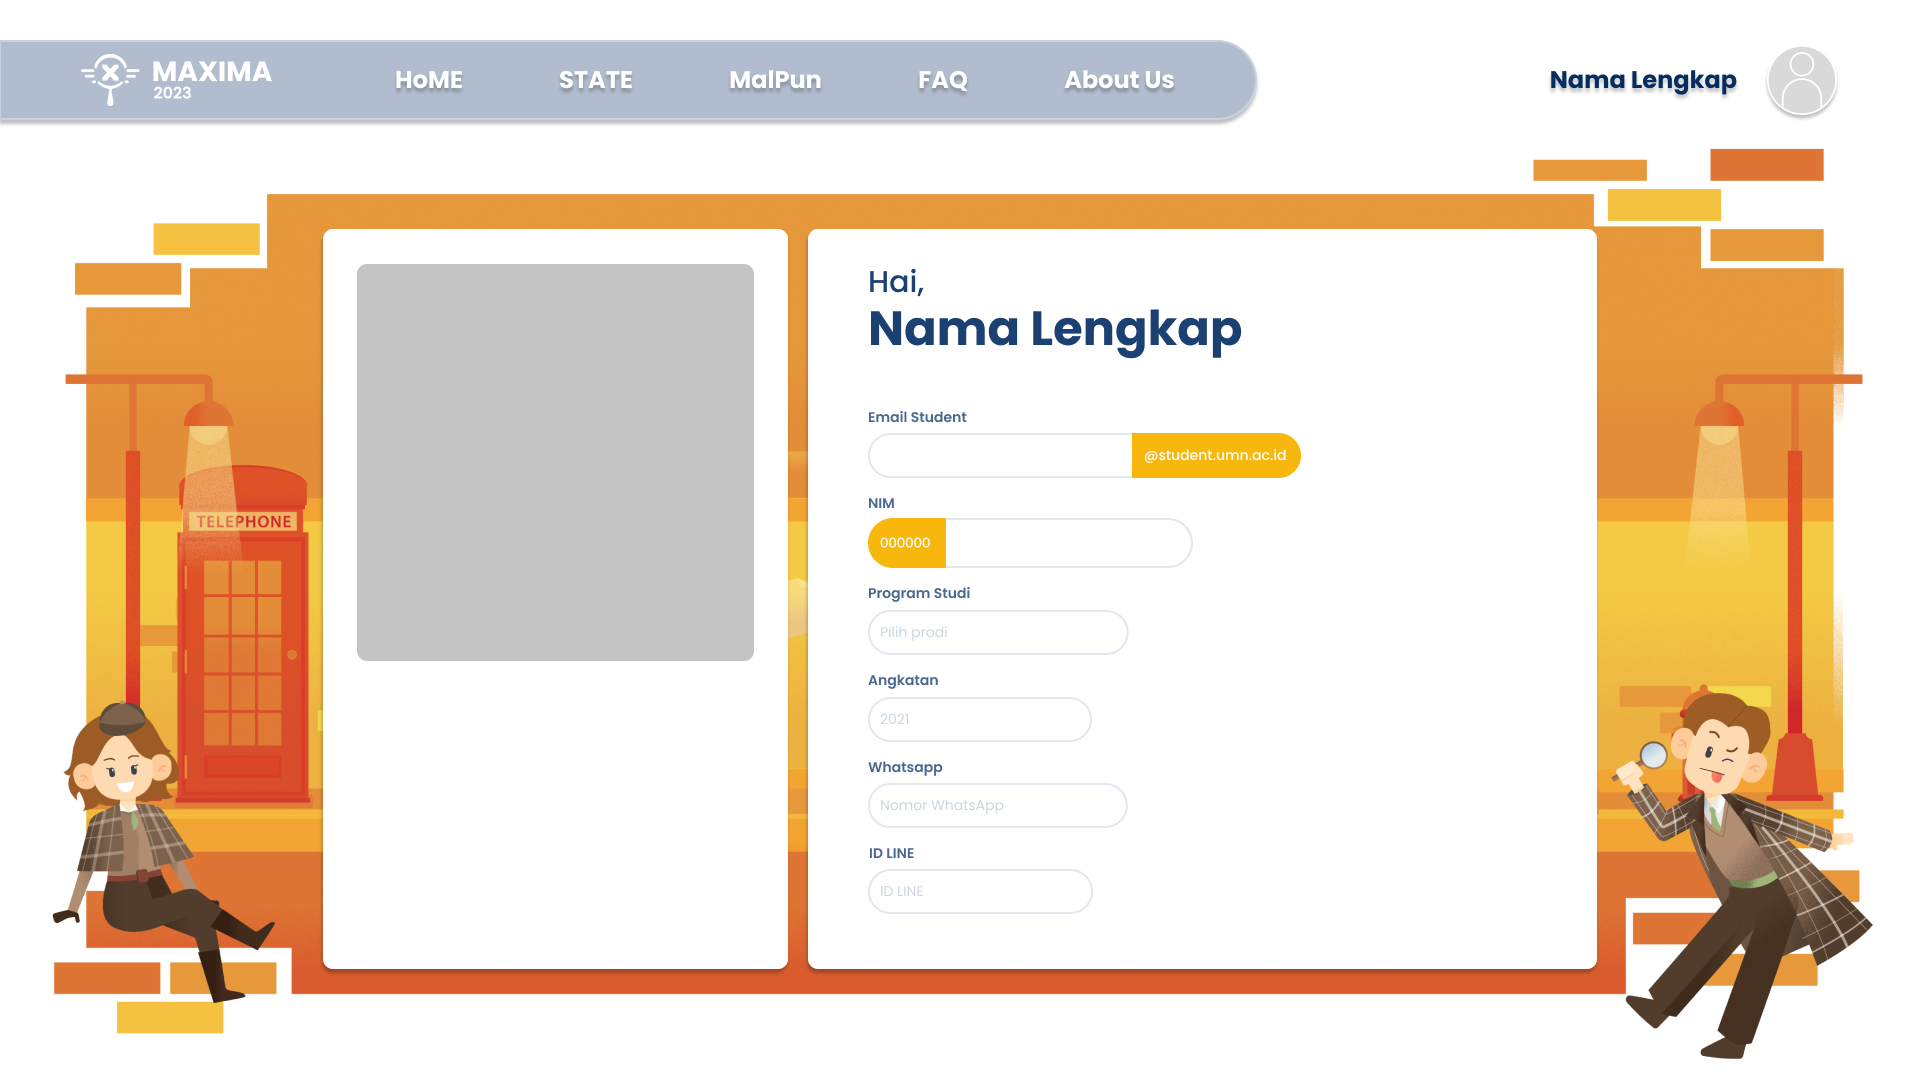 MAXIMA
2023
HoME
STATE
MalPun
FAQ
About Us
Nama Lengkap
Hai,
Nama Lengkap
Email Student
@student.umn.ac.id
NIM
000000
Program Studi
Pilih prodi
Angkatan
2021
Whatsapp
Nomor WhatsApp
ID LINE
ID LINE
TELEPHONE